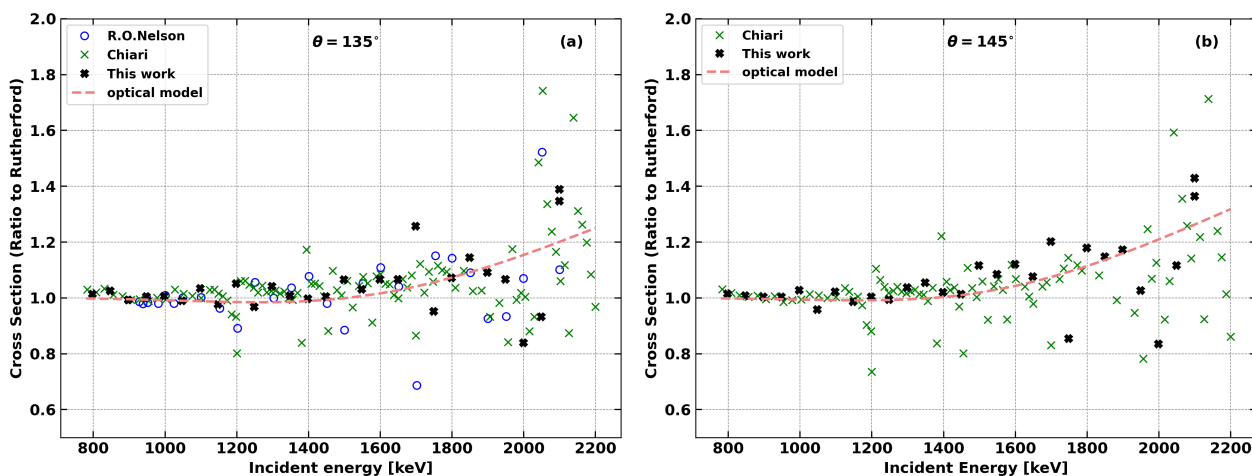 2.0
1.8
1.6
1.4
1.2
1.0
0.8
0.6
Cross Section (Ratio to Rutherford)
R.O.Nelson
Chiari
This work
optical model
θ = 135°
(a)
800 1000 1200 1400 1600 1800 2000 2200
Incident energy [keV]
2.0
1.8
1.6
1.4
1.2
1.0
0.8
0.6
Cross Section (Ratio to Rutherford)
Chiari
This work
optical model
θ = 145°
(b)
800 1000 1200 1400 1600 1800 2000 2200
Incident Energy [keV]